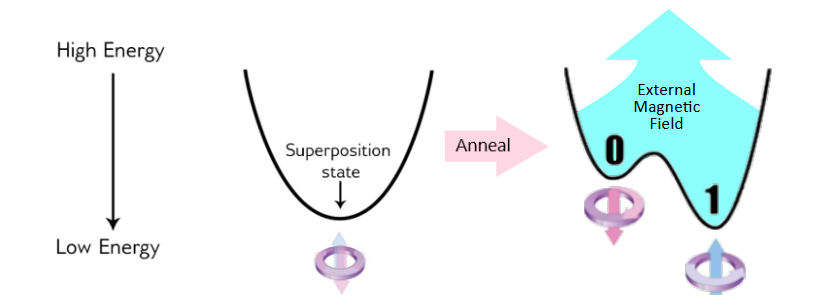 High Energy
Low Energy
Superposition
state
Anneal
External
Magnetic
Field
0
1